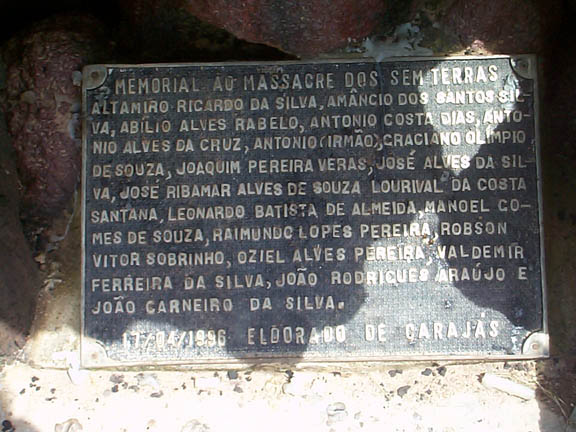 MEMORIAL AO MASSACRE DOS SEM TERRAS
ALTAMIRO RICARDO DA SILVA, AMÂNCIO DOS SANTOS SIL-
VA, ABÍLIO ALVES RABELO, ANTONIO COSTA DIAS, ANTO-
NIO ALVES DA CRUZ, ANTONIO (IRMÃO), GRACIANO OLÍMPIO
DE SOUZA, JOAQUIM PEREIRA VERAS, JOSÉ ALVES DA SIL-
VA, JOSÉ RIBAMAR ALVES DE SOUZA LOURIVAL DA COSTA
SANTANA, LEONARDO BATISTA DE ALMEIDA, MANOEL GO-
MES DE SOUZA, RAIMUNDO LOPES PEREIRA, ROBSON
VITOR SOBRINHO, OZIEL ALVES PEREIRA, VALDEMIR
FERREIRA DA SILVA, JOÃO RODRIGUES ARAÚJO E
JOÃO CARNEIRO DA SILVA.
17/04/1996 ELDORADO DE CARAJÁS